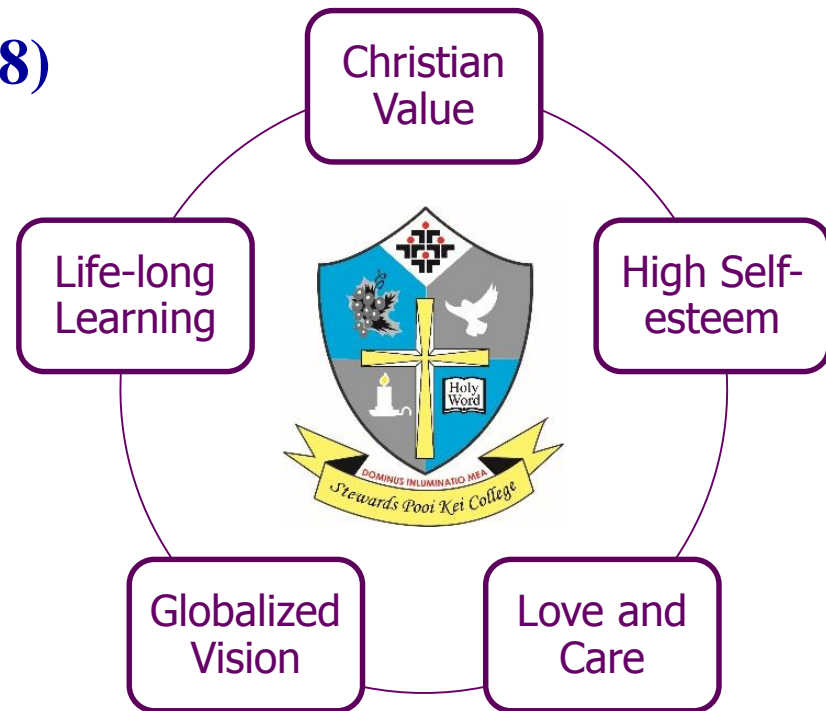 8)
Christian
Value
Life-long
Learning
High Self-
esteem
Holy
Word
DOMINUS INLUMINATIO MEA
Stewards Pooi Kei College
Globalized
Vision
Love and
Care